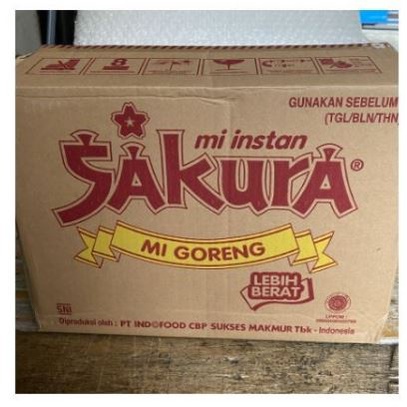 GUNAKAN SEBELUM
(TGL/BLN/THN
mi instan
SAKURA®
MI GORENG
LEBIH
BERAT
SNI
Diproduksi oleh : PT INDOFOOD CBP SUKSES MAKMUR Tbk - Indonesia